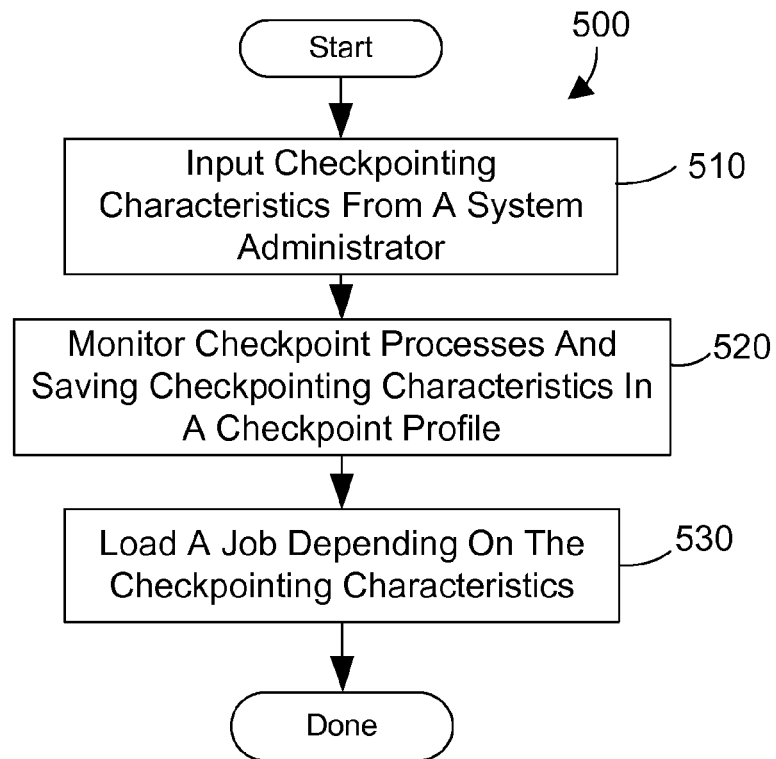 Start
500
Input Checkpointing
Characteristics From A System
Administrator
510
Monitor Checkpoint Processes And
Saving Checkpointing Characteristics In
A Checkpoint Profile
520
Load A Job Depending On The
Checkpointing Characteristics
530
Done